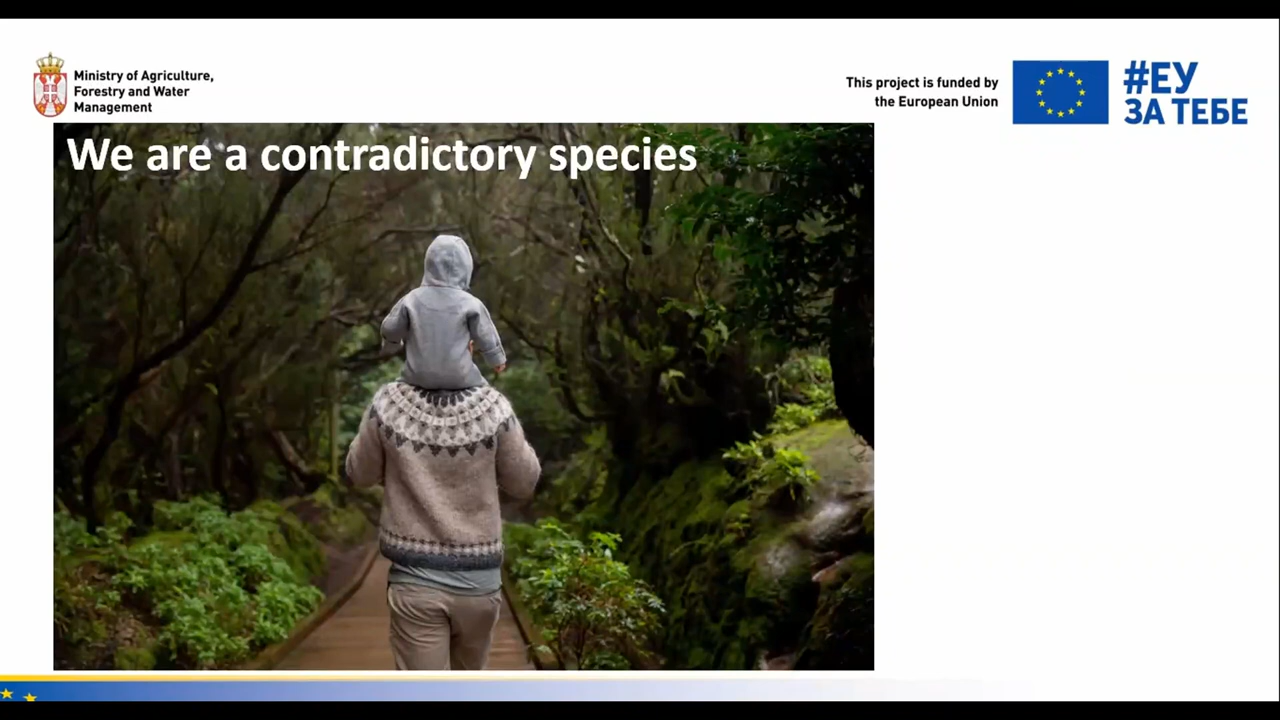 Ministry of Agriculture,
Forestry and Water
Management
This project is funded by
the European Union
#ЕУ
ЗА ТЕБЕ
We are a contradictory species